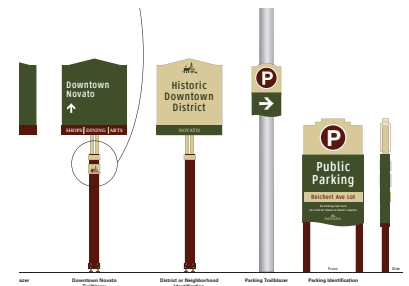 Downtown
Novato
SHOPS DINING ARTS
Historic
Downtown
District
NOVATO
P
P
Public
Parking
Reichert Ave Lot
Front
Side
Downtown Novato
District or Neighborhood
Parking Trailblazer
Parking Identification